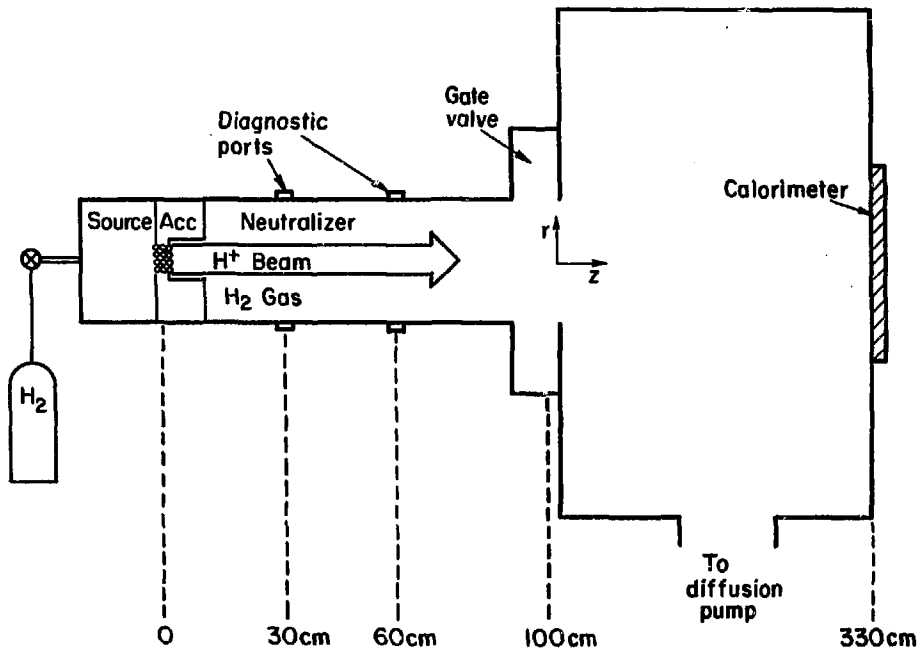 Gate
valve
Diagnostic
ports
Calorimeter
Source
Acc
Neutralizer
r
z
H⁺ Beam
H₂ Gas
H₂
To
diffusion
pump
0
30cm
60cm
100cm
330cm